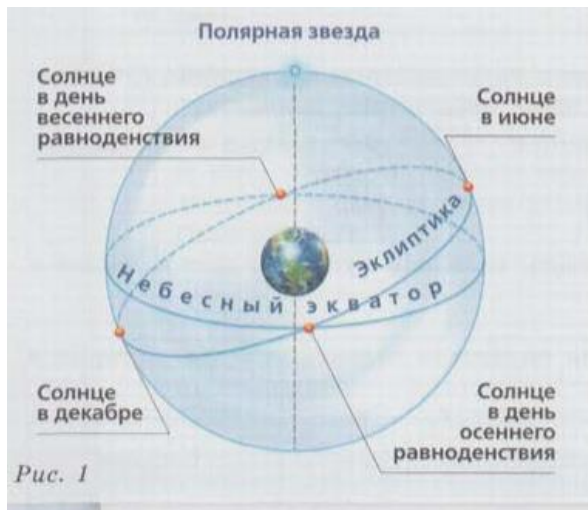 Полярная звезда
Солнце
в день
весеннего
равноденствия
Солнце
в июне
Эклиптика
Небесный экватор
Солнце
в декабре
Солнце
в день
осеннего
равноденствия
Рис. 1